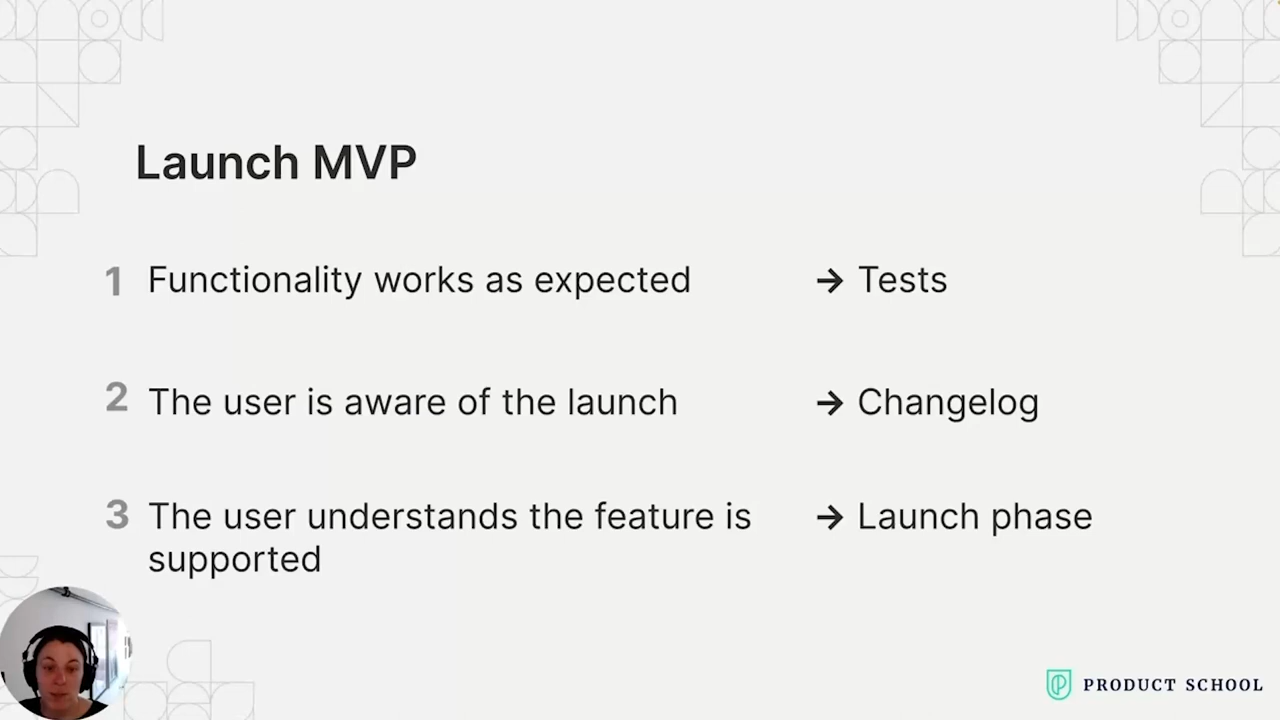 Launch MVP
1 Functionality works as expected → Tests
2 The user is aware of the launch → Changelog
3 The user understands the feature is → Launch phase
supported
PRODUCT SCHOOL